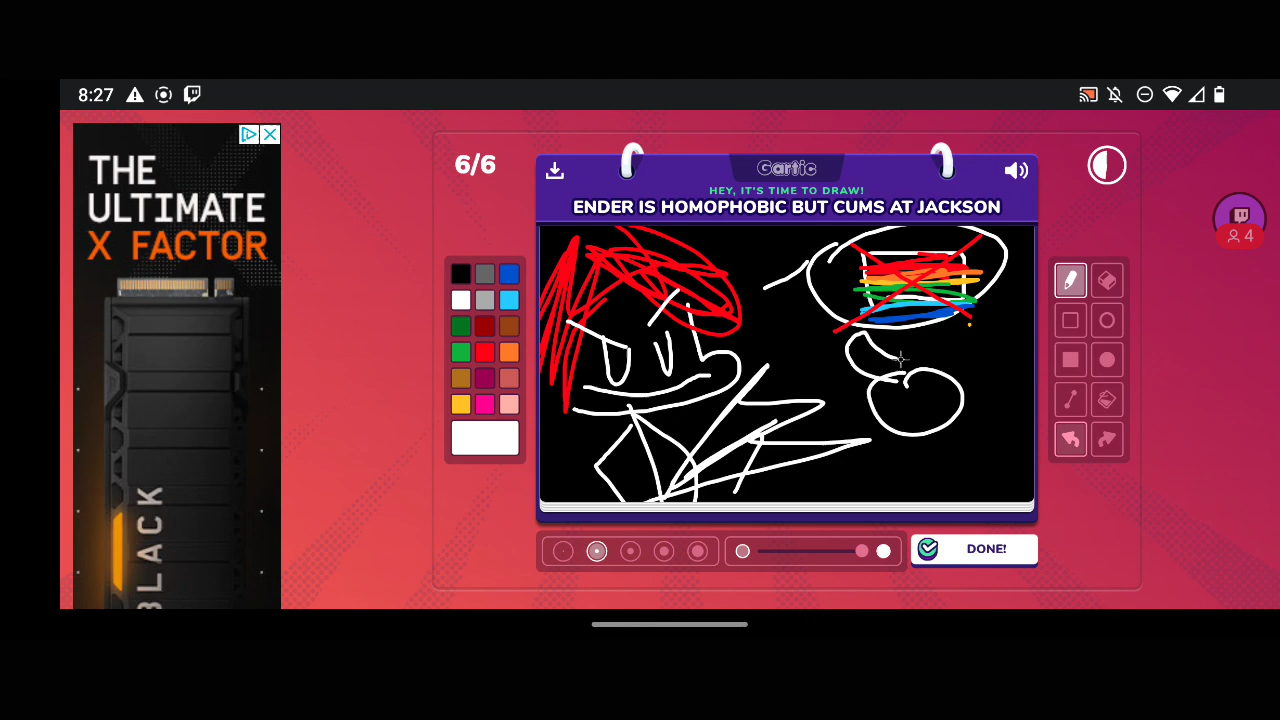 8:27
THE
ULTIMATE
X FACTOR
BLACK
6/6
Gartic
HEY, IT'S TIME TO DRAW!
ENDER IS HOMOPHOBIC BUT CUMS AT JACKSON
4
DONE!